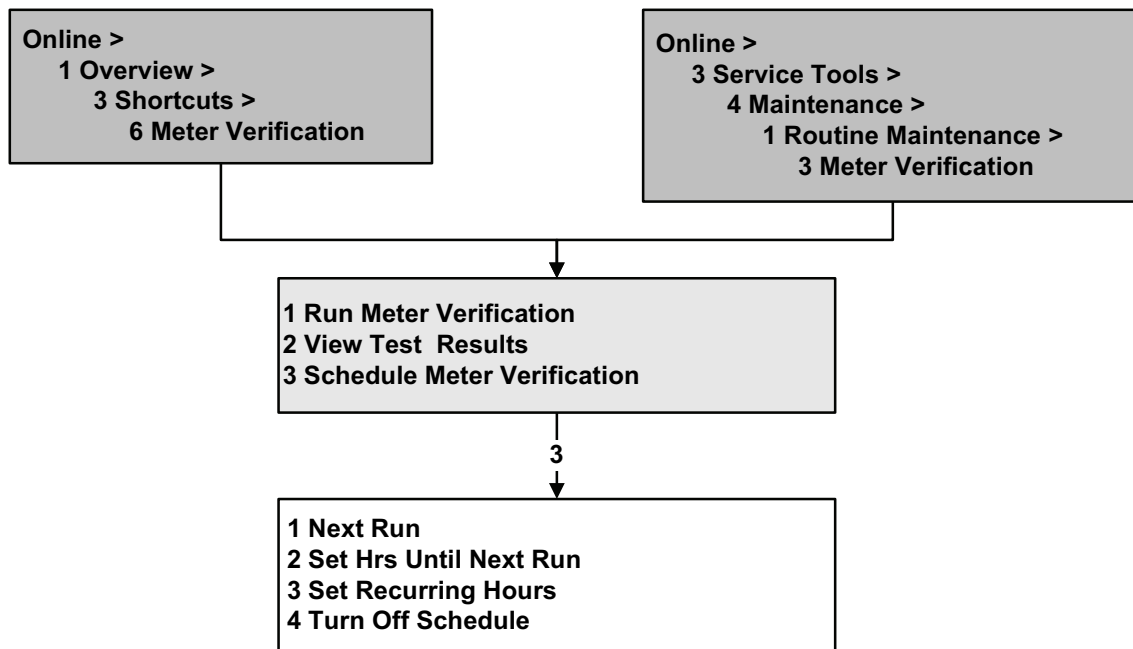 Online >
1 Overview >
3 Shortcuts >
6 Meter Verification
Online >
3 Service Tools >
4 Maintenance >
1 Routine Maintenance >
3 Meter Verification
1 Run Meter Verification
2 View Test  Results
3 Schedule Meter Verification
3
1 Next Run
2 Set Hrs Until Next Run
3 Set Recurring Hours
4 Turn Off Schedule